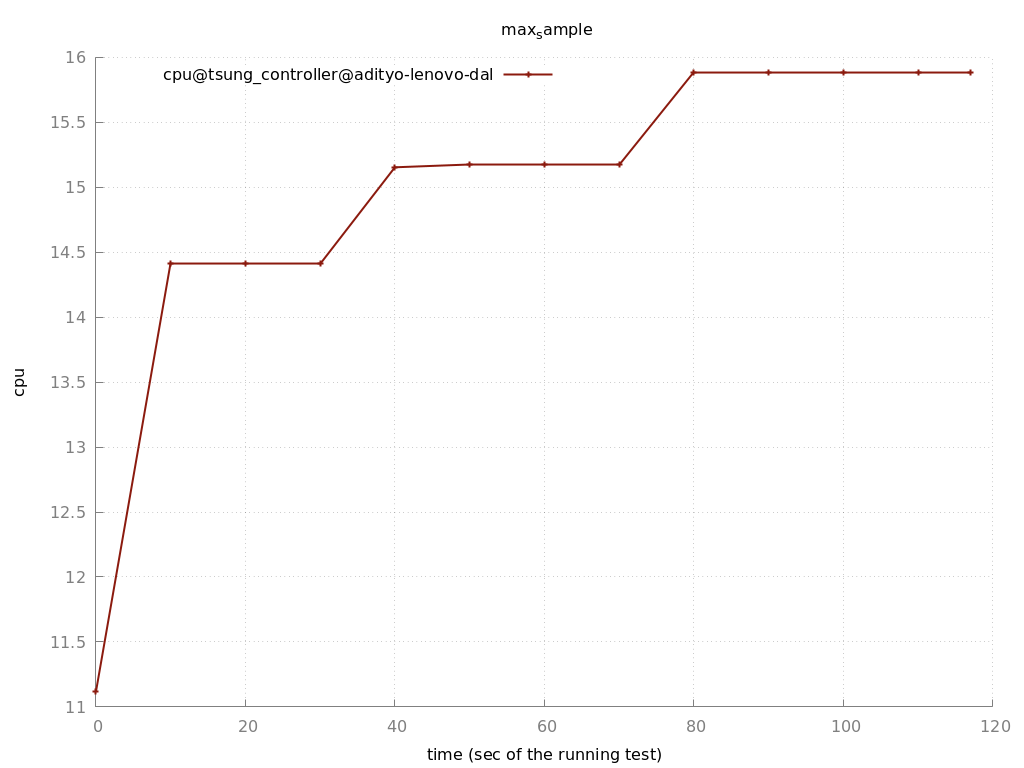 maxsample
cpu@tsung_controller@adityo-lenovo-dal
16
15.5
15
14.5
14
13.5
13
12.5
12
11.5
11
cpu
0 20 40 60 80 100 120
time (sec of the running test)